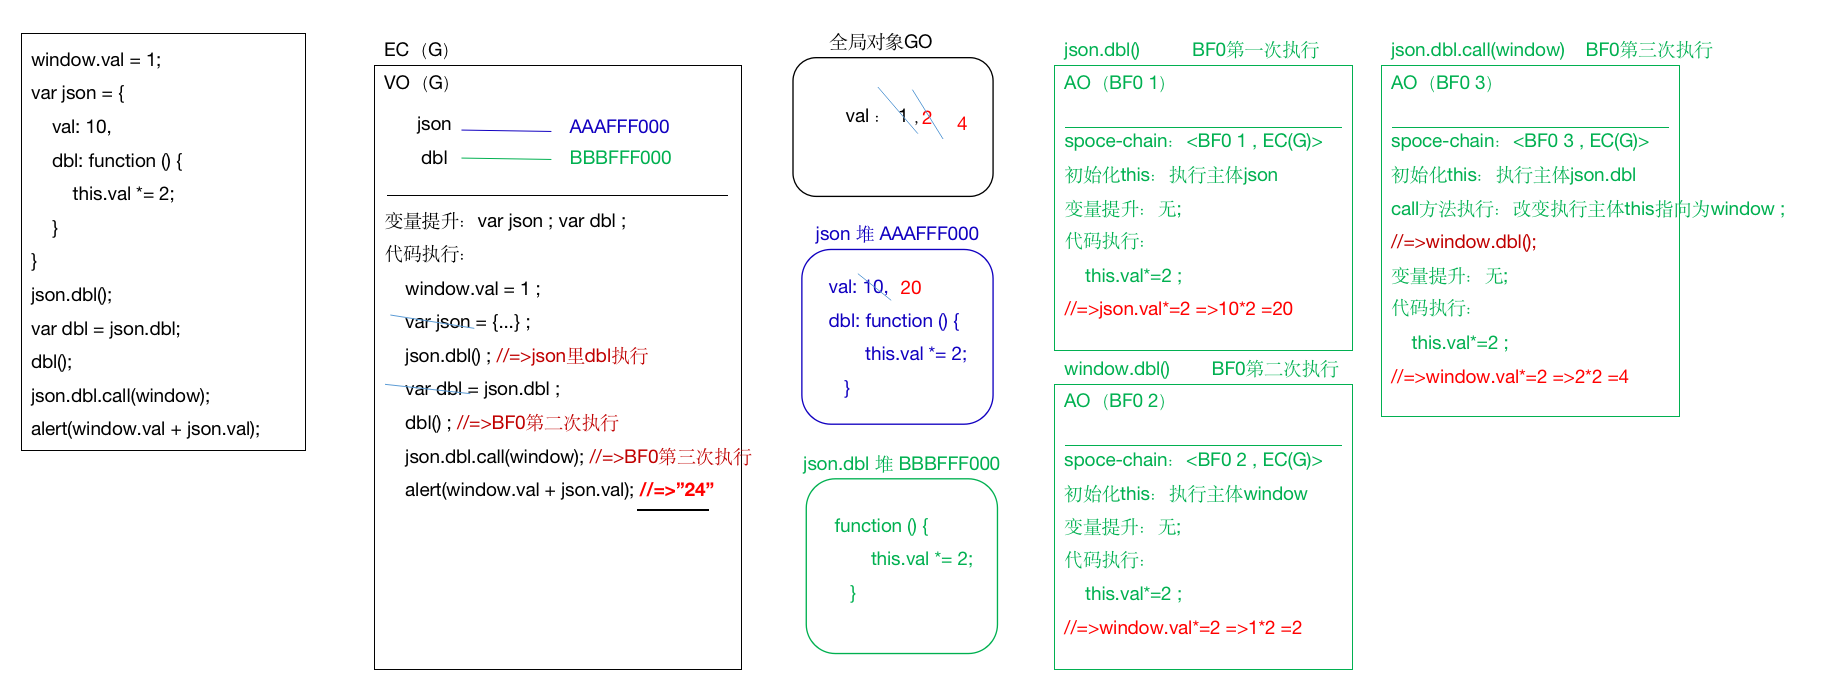 window.val = 1;
var json = {
val: 10,
dbl: function () {
this.val *= 2;
}
}
json.dbl();
var dbl = json.dbl;
dbl();
json.dbl.call(window);
alert(window.val + json.val);
EC（G）
VO（G）
json AAAFFF000
dbl BBBFFF000
变量提升：var json ; var dbl ;
代码执行：
window.val = 1 ;
var json = {...} ;
json.dbl() ; //=>json里dbl执行
var dbl = json.dbl ;
dbl() ; //=>BF0第二次执行
json.dbl.call(window); //=>BF0第三次执行
alert(window.val + json.val); //=>”24”
全局对象GO
val： 1 , 2 4
json 堆 AAAFFF000
val: 10, 20
dbl: function () {
this.val *= 2;
}
json.dbl 堆 BBBFFF000
function () {
this.val *= 2;
}
json.dbl() BF0第一次执行
AO（BF0 1）
spoce-chain：<BF0 1 , EC(G)>
初始化this：执行主体json
变量提升：无;
代码执行：
this.val*=2 ;
//=>json.val*=2 =>10*2 =20
window.dbl() BF0第二次执行
AO（BF0 2）
spoce-chain：<BF0 2 , EC(G)>
初始化this：执行主体window
变量提升：无;
代码执行：
this.val*=2 ;
//=>window.val*=2 =>1*2 =2
json.dbl.call(window) BF0第三次执行
AO（BF0 3）
spoce-chain：<BF0 3 , EC(G)>
初始化this：执行主体json.dbl
call方法执行：改变执行主体this指向为window ;
//=>window.dbl();
变量提升：无;
代码执行：
this.val*=2 ;
//=>window.val*=2 =>2*2 =4